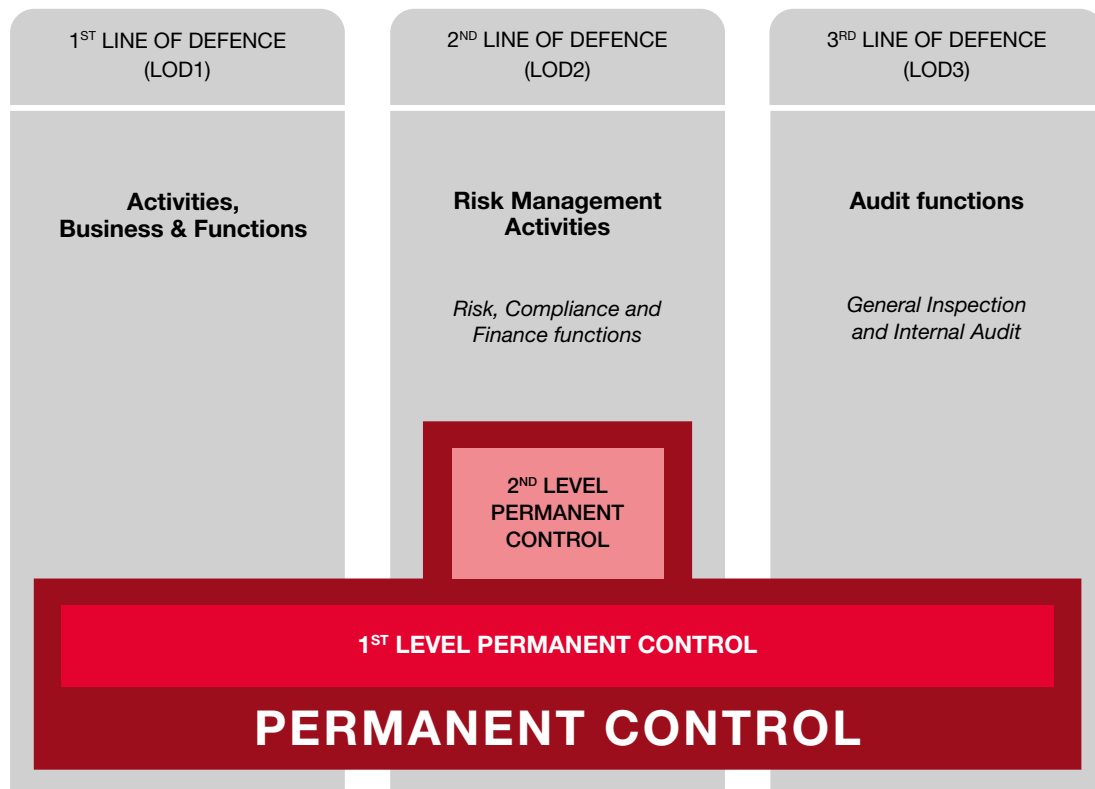 1ST LINE OF DEFENCE
(LOD1)
2ND LINE OF DEFENCE
(LOD2)
3RD LINE OF DEFENCE
(LOD3)
Activities,
Business & Functions
Risk Management
Activities
Risk, Compliance and
Finance functions
Audit functions
General Inspection
and Internal Audit
2ND LEVEL
PERMANENT
CONTROL
1ST LEVEL PERMANENT CONTROL
PERMANENT CONTROL